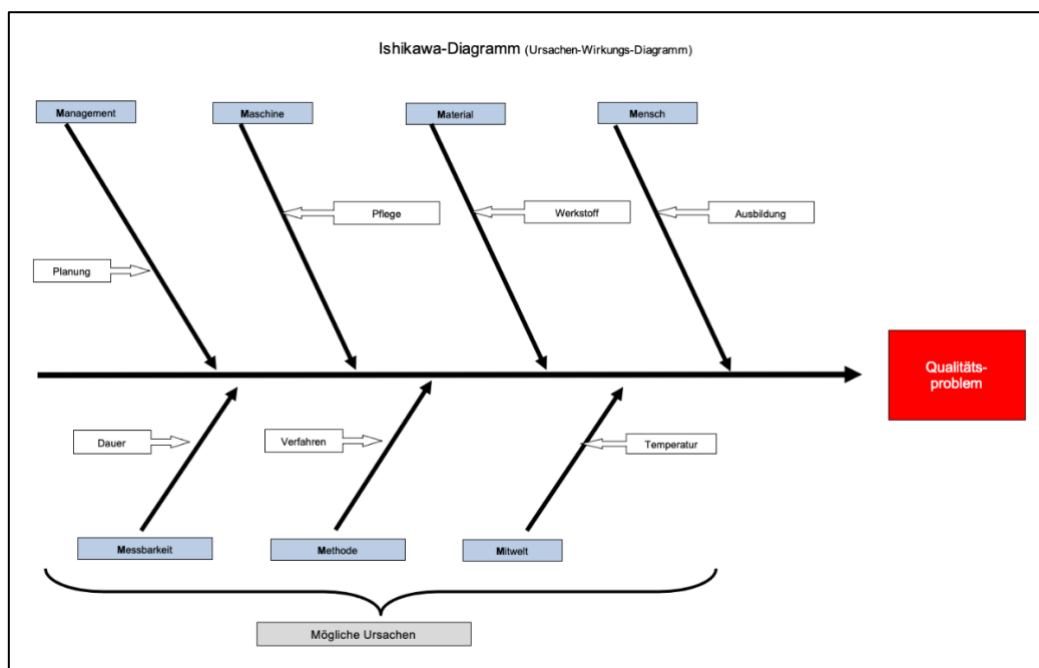 Ishikawa-Diagramm (Ursachen-Wirkungs-Diagramm)
Management
Maschine
Material
Mensch
Pflege
Werkstoff
Ausbildung
Planung
Qualitäts-
problem
Dauer
Verfahren
Temperatur
Messbarkeit
Methode
Mitwelt
Mögliche Ursachen